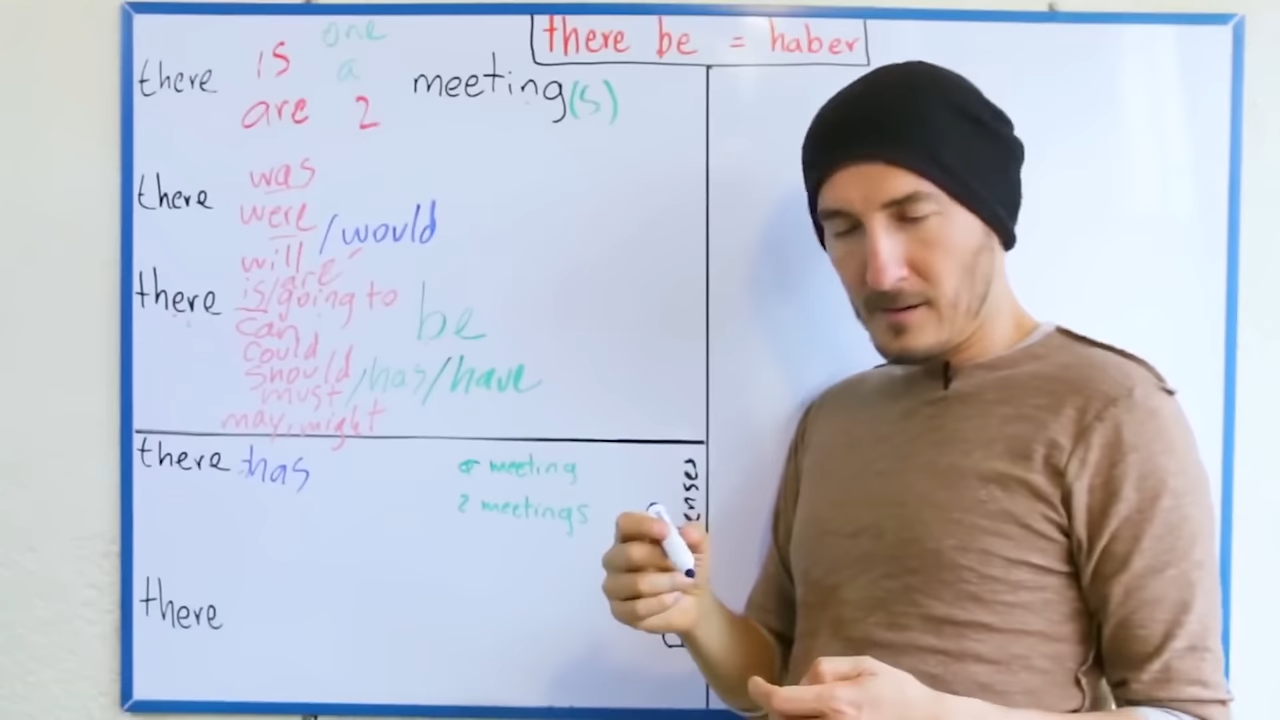 there be = haber
one
there is a meeting(s)
are 2
was
there
were /would
will
are
there is/going to be
can
could
should /has/have
must
may, might
there has
a meeting
2 meetings
enses
there